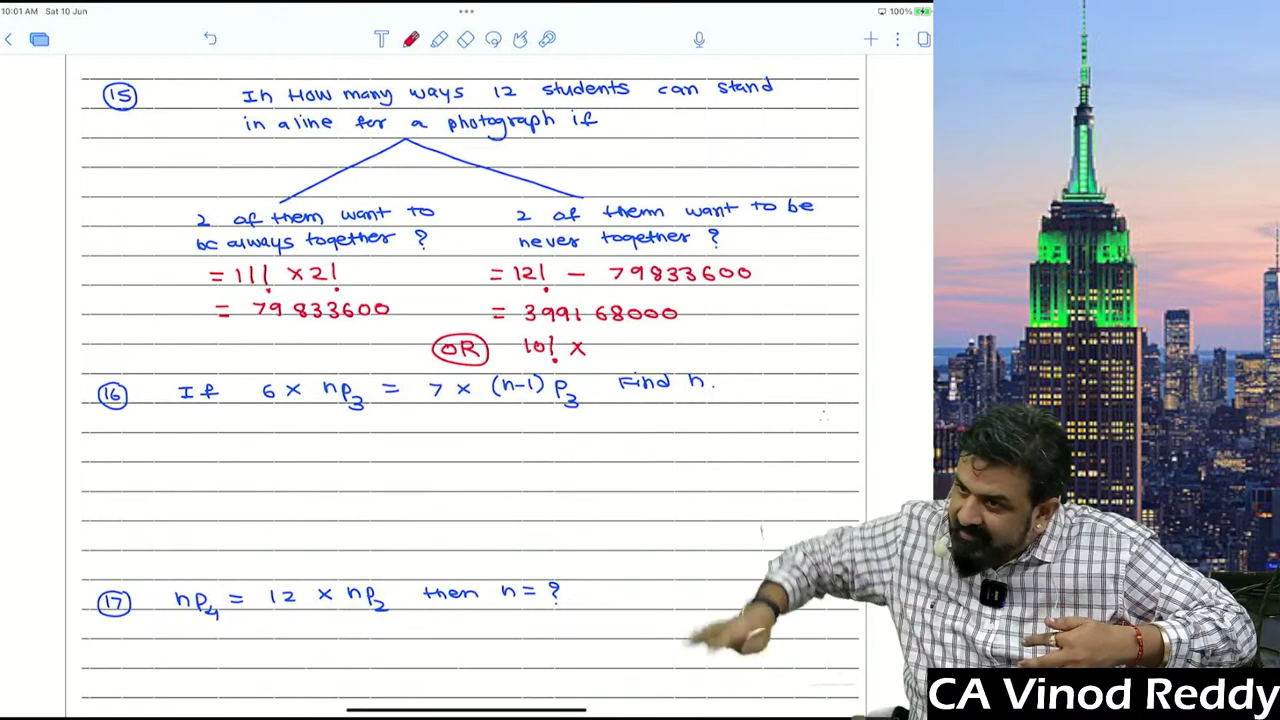 10:01 AM Sat 10 Jun
100%
T
15 In How many ways 12 students can stand
in a line for a photograph if
2 of them want to
be always together ?
= 11! × 2!
= 79833600
2 of them want to be
never together ?
= 12! - 79833600
= 399168000
OR 10! ×
16 If 6 × nP3 = 7 × (n-1) P3 Find n.
17 nP4 = 12 × nP2 then n = ?
CA Vinod Reddy